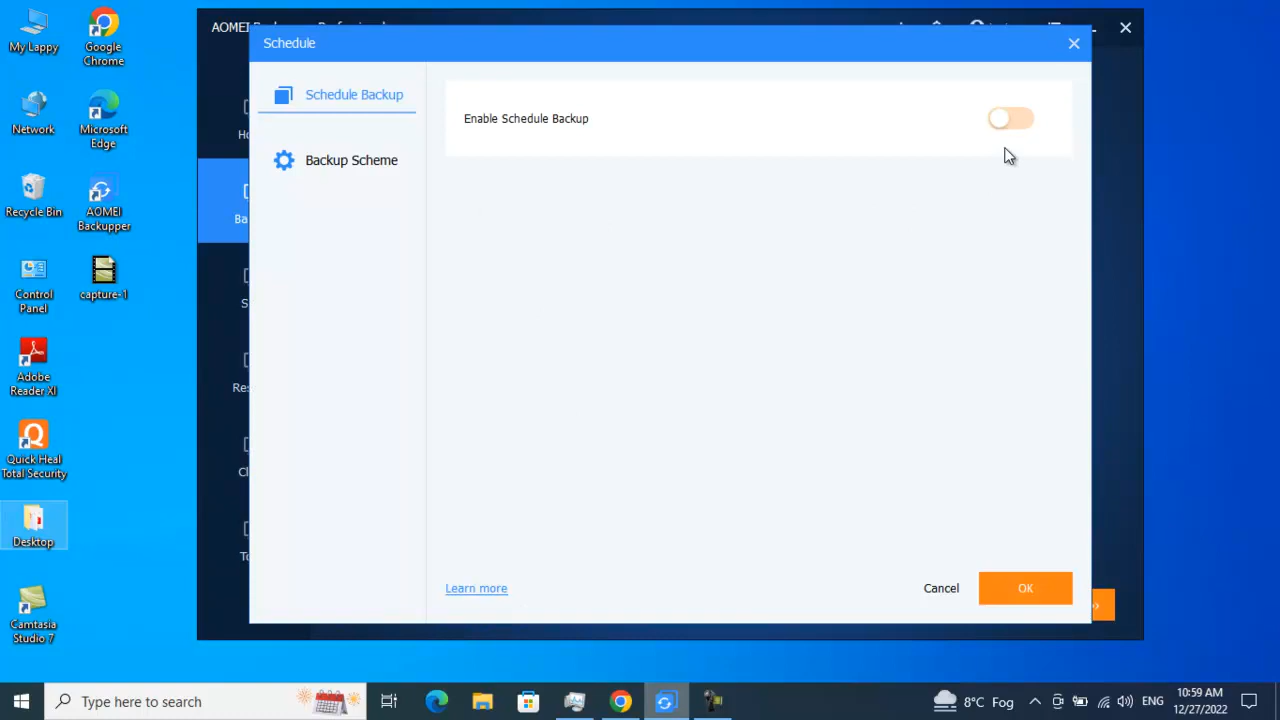 My Lappy
Google
Chrome
Network
Microsoft
Edge
Recycle Bin
AOMEI
Backupper
Control
Panel
capture-1
Adobe
Reader XI
Quick Heal
Total Security
Desktop
Camtasia
Studio 7
AOMEI
Schedule
Schedule Backup
Backup Scheme
Enable Schedule Backup
Learn more
Cancel
OK
Type here to search
8°C Fog
ENG
10:59 AM
12/27/2022